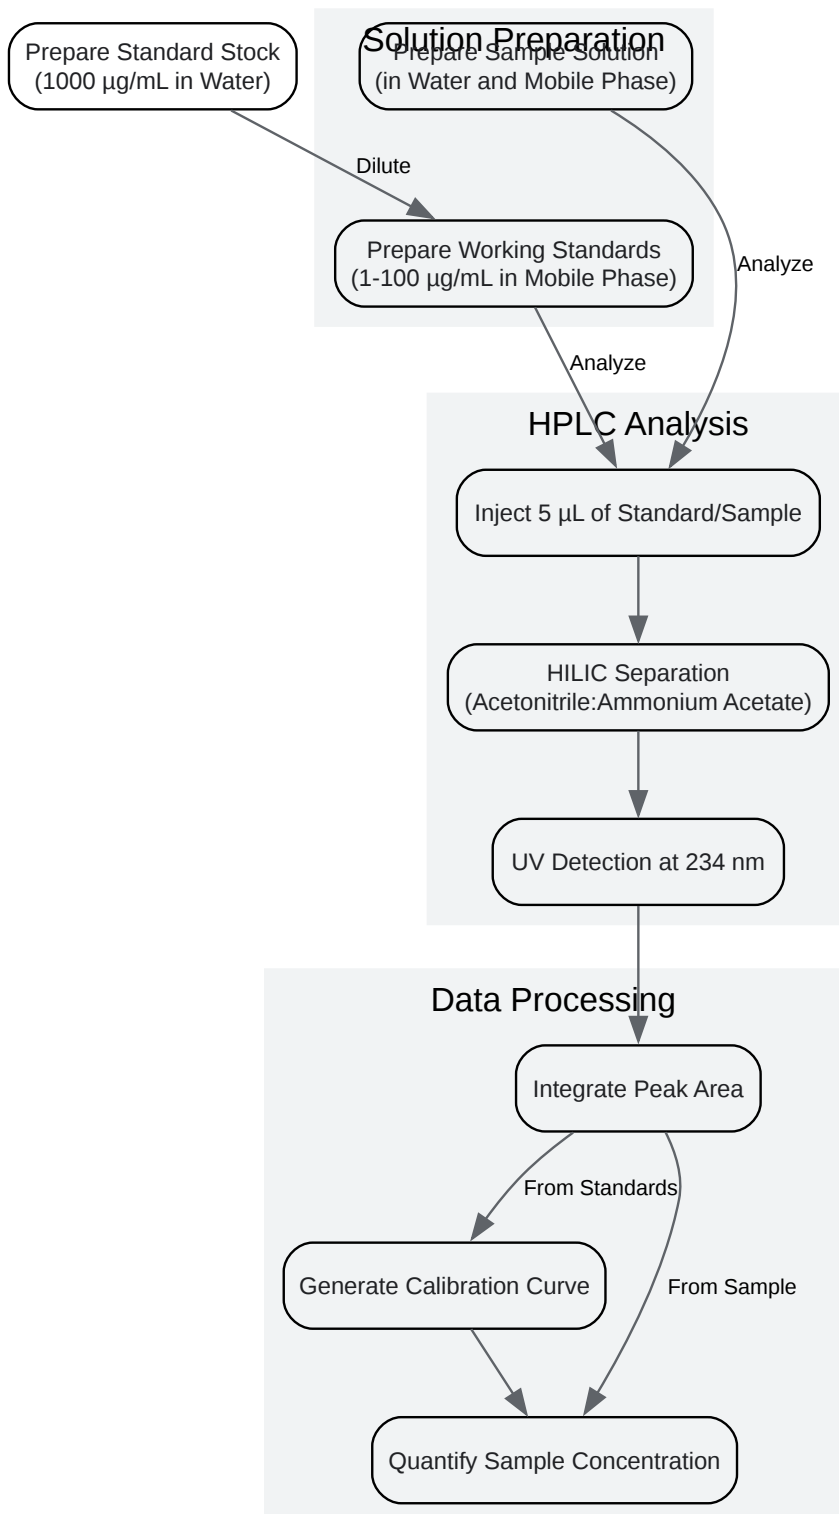 Solution Preparation
Prepare Standard Stock
(1000 µg/mL in Water)
Prepare Sample Solution
(in Water and Mobile Phase)
Dilute
Prepare Working Standards
(1-100 µg/mL in Mobile Phase)
Analyze
Analyze
HPLC Analysis
Inject 5 µL of Standard/Sample
HILIC Separation
(Acetonitrile:Ammonium Acetate)
UV Detection at 234 nm
Data Processing
Integrate Peak Area
From Standards
Generate Calibration Curve
From Sample
Quantify Sample Concentration